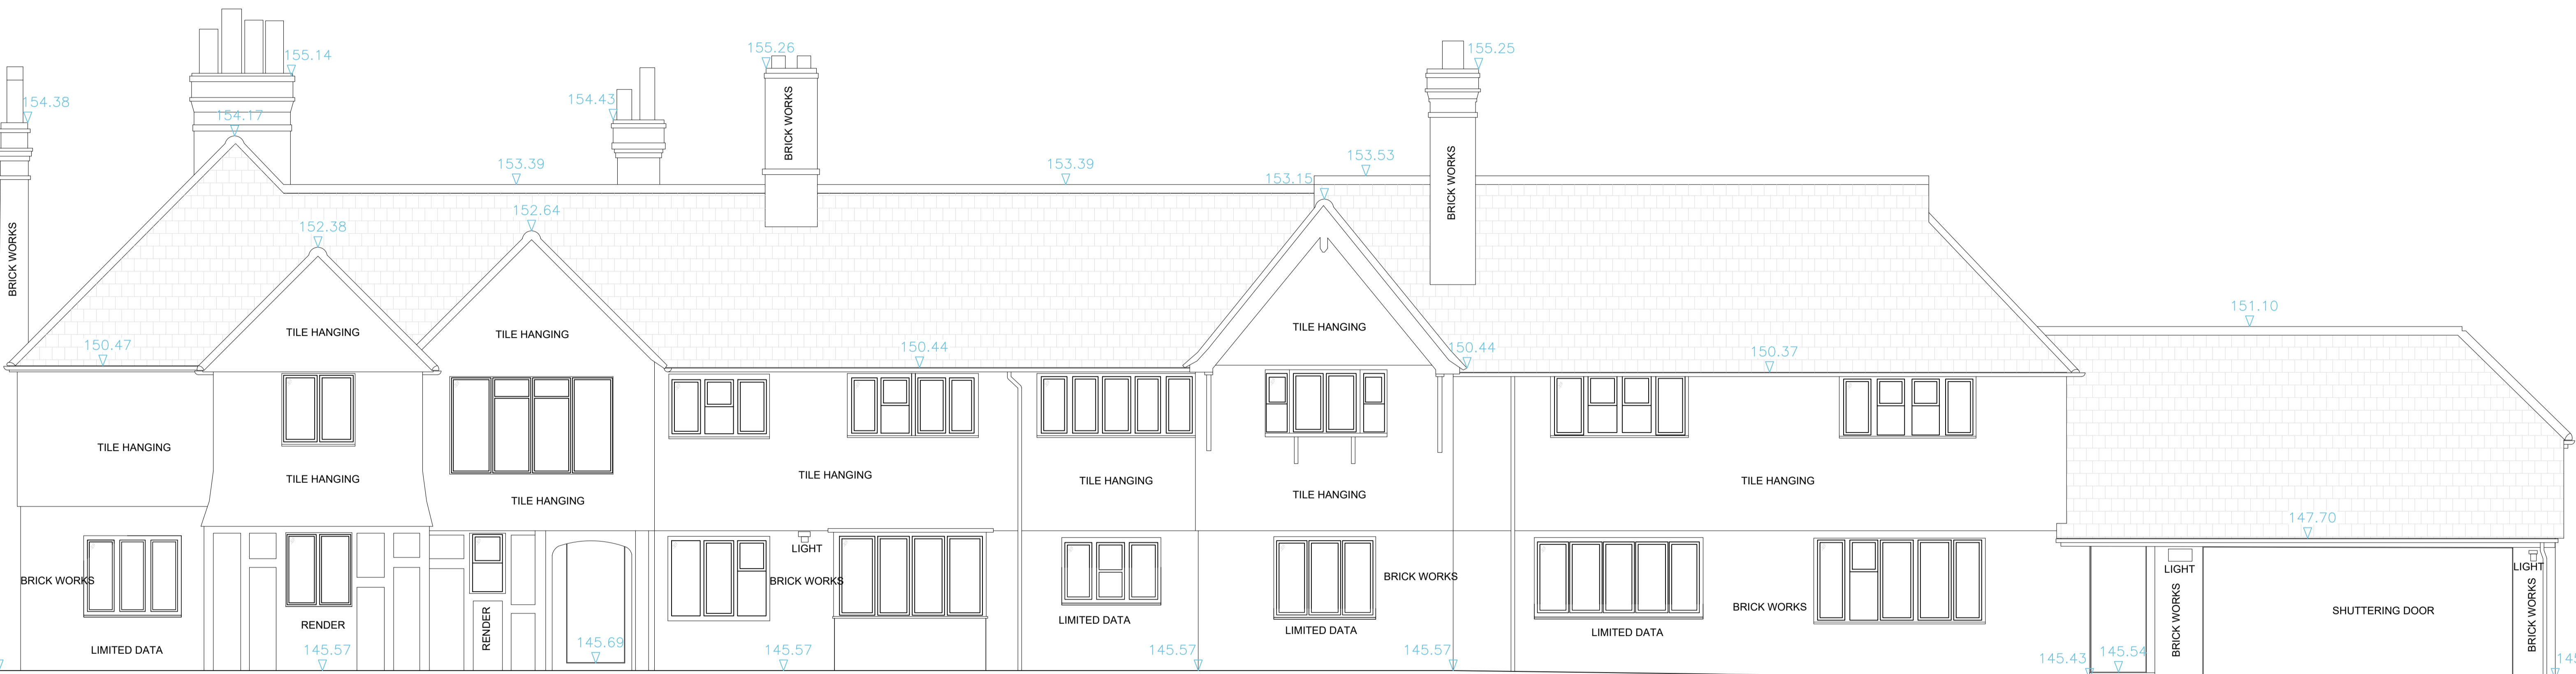 155.14
155.26
155.25
154.38
154.43
154.17
BRICK WORKS
153.39
153.39
153.53
153.15
BRICK WORKS
152.38
152.64
BRICK WORKS
151.10
TILE HANGING
TILE HANGING
TILE HANGING
150.47
150.44
150.44
150.37
TILE HANGING
TILE HANGING
TILE HANGING
TILE HANGING
TILE HANGING
TILE HANGING
TILE HANGING
TILE HANGING
147.70
LIGHT
LIGHT
LIGHT
BRICK WORKS
BRICK WORKS
BRICK WORKS
BRICK WORKS
BRICK WORKS
BRICK WORKS
SHUTTERING DOOR
RENDER
RENDER
LIMITED DATA
LIMITED DATA
LIMITED DATA
LIMITED DATA
145.57
145.69
145.57
145.57
145.57
145.43
145.54